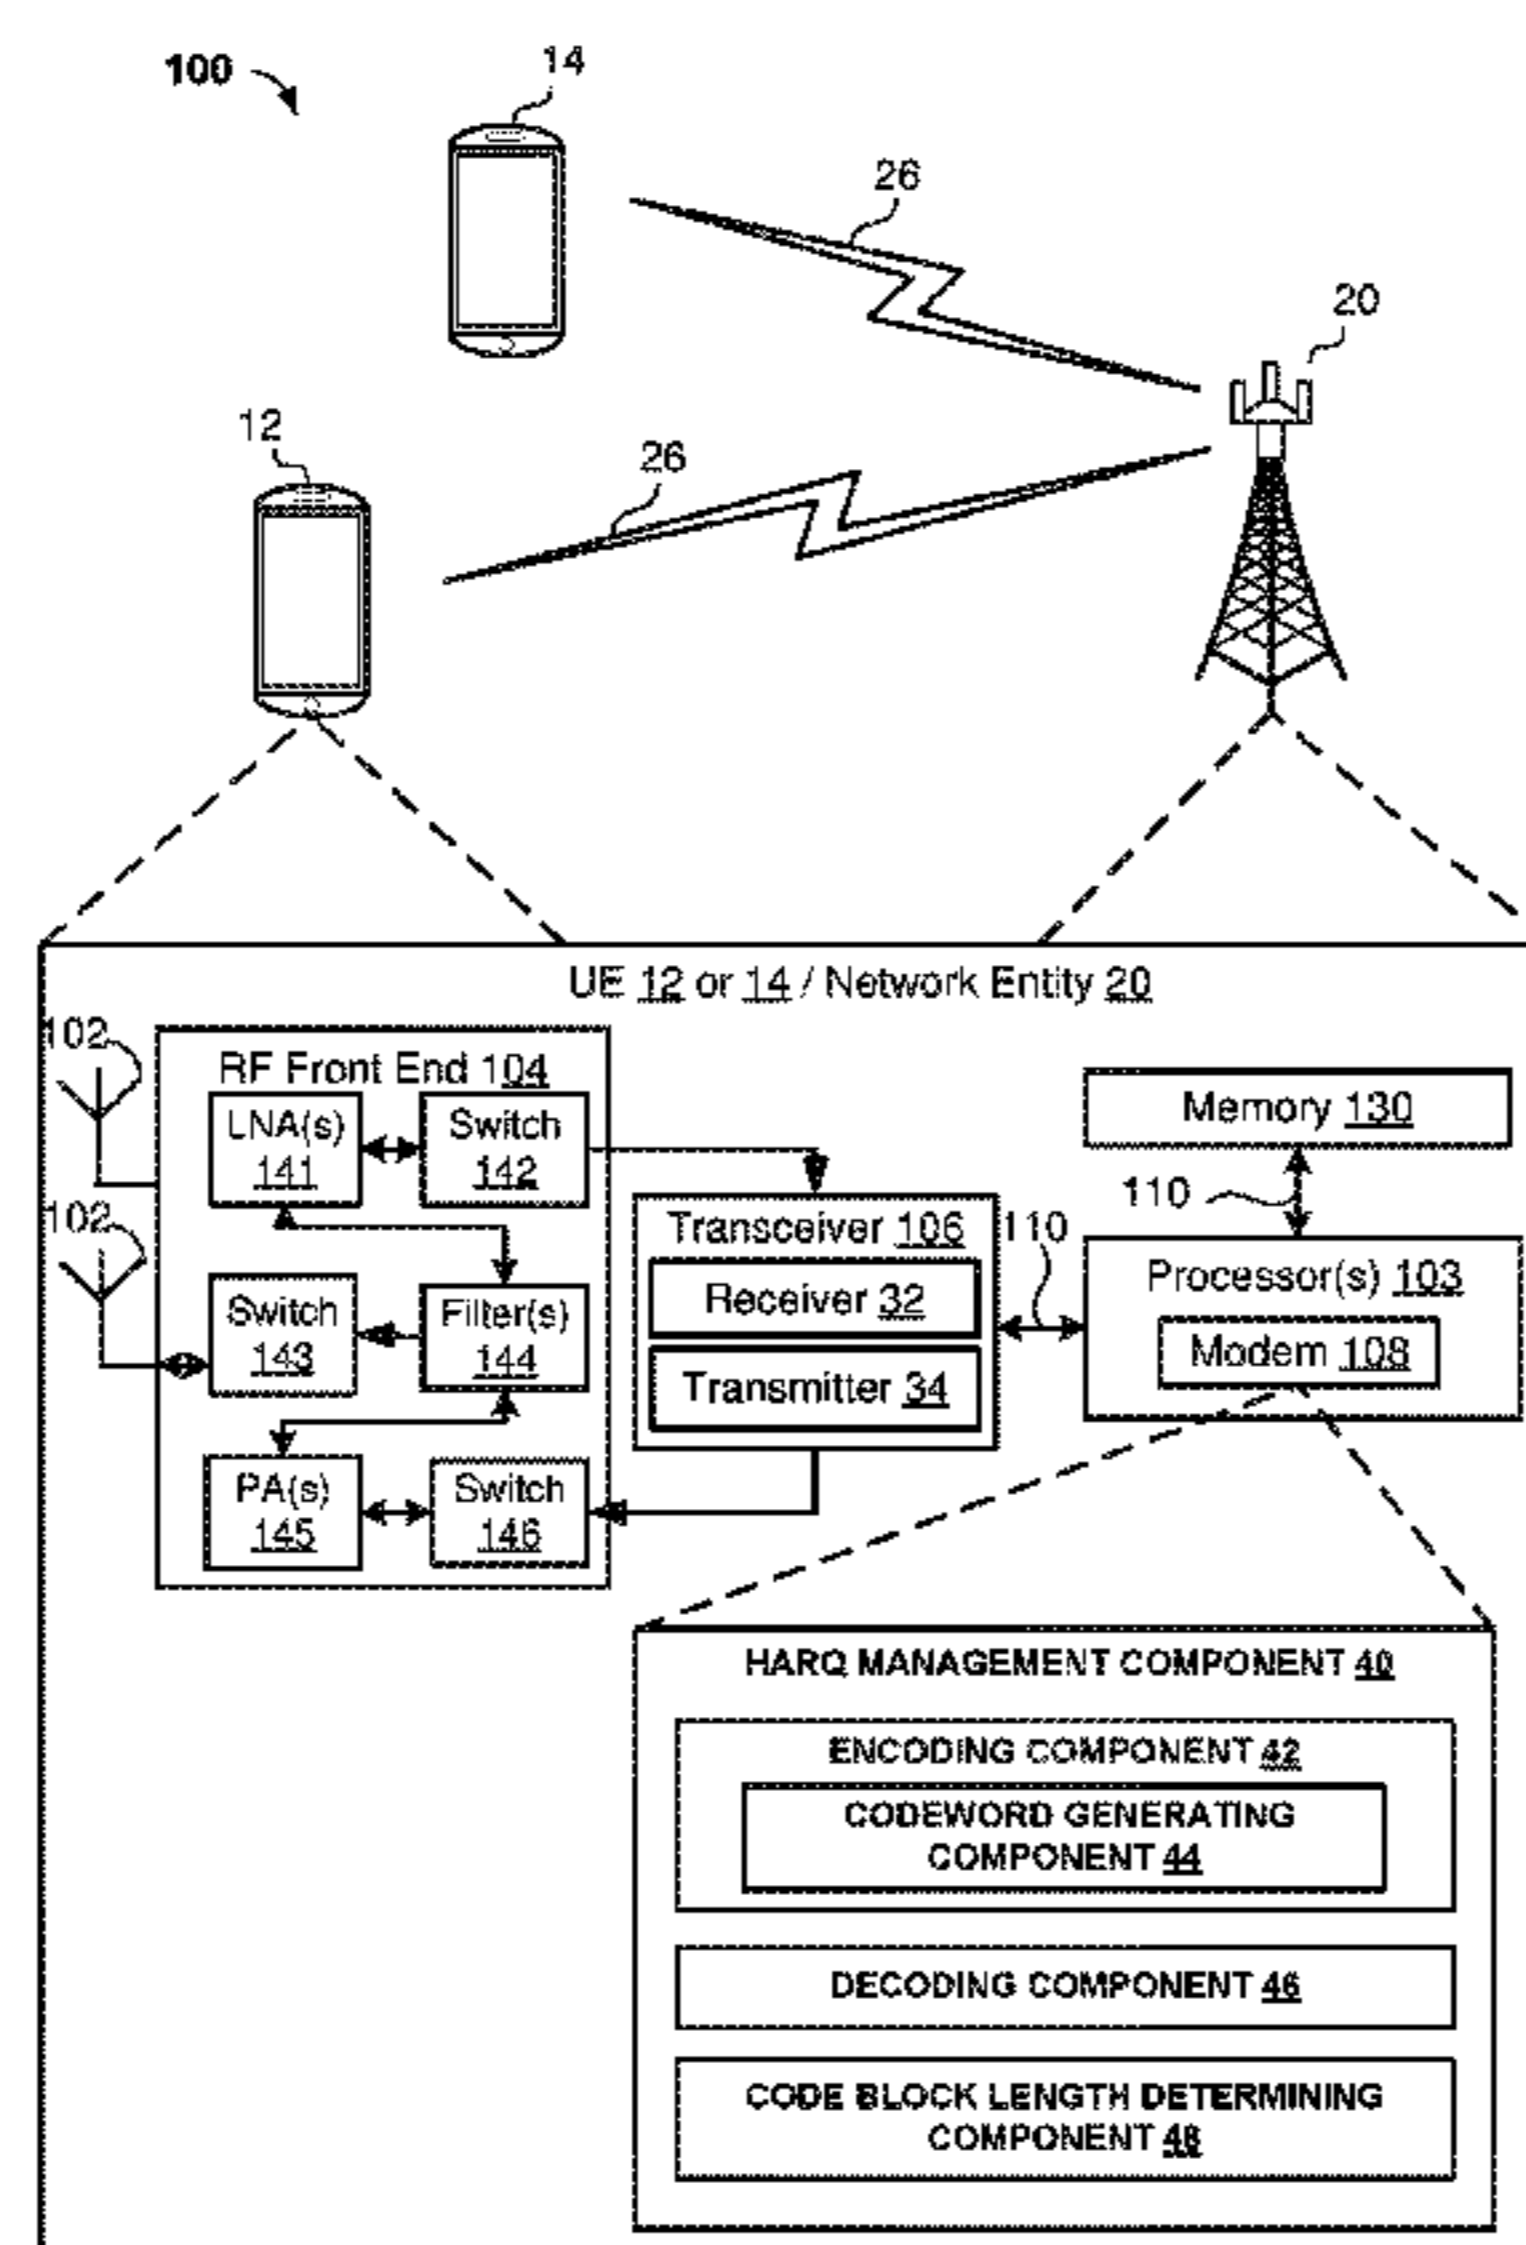 100
14
26
20
12
26
UE 12 or 14 / Network Entity 20
102
RF Front End 104
LNA(s)
141
Switch
142
Memory 130
110
102
Transceiver 106
110
Receiver 32
Processor(s) 103
Switch
143
Filter(s)
144
Modem 108
Transmitter 34
PA(s)
145
Switch
146
HARQ MANAGEMENT COMPONENT 40
ENCODING COMPONENT 42
CODEWORD GENERATING
COMPONENT 44
DECODING COMPONENT 46
CODE BLOCK LENGTH DETERMINING
COMPONENT 48